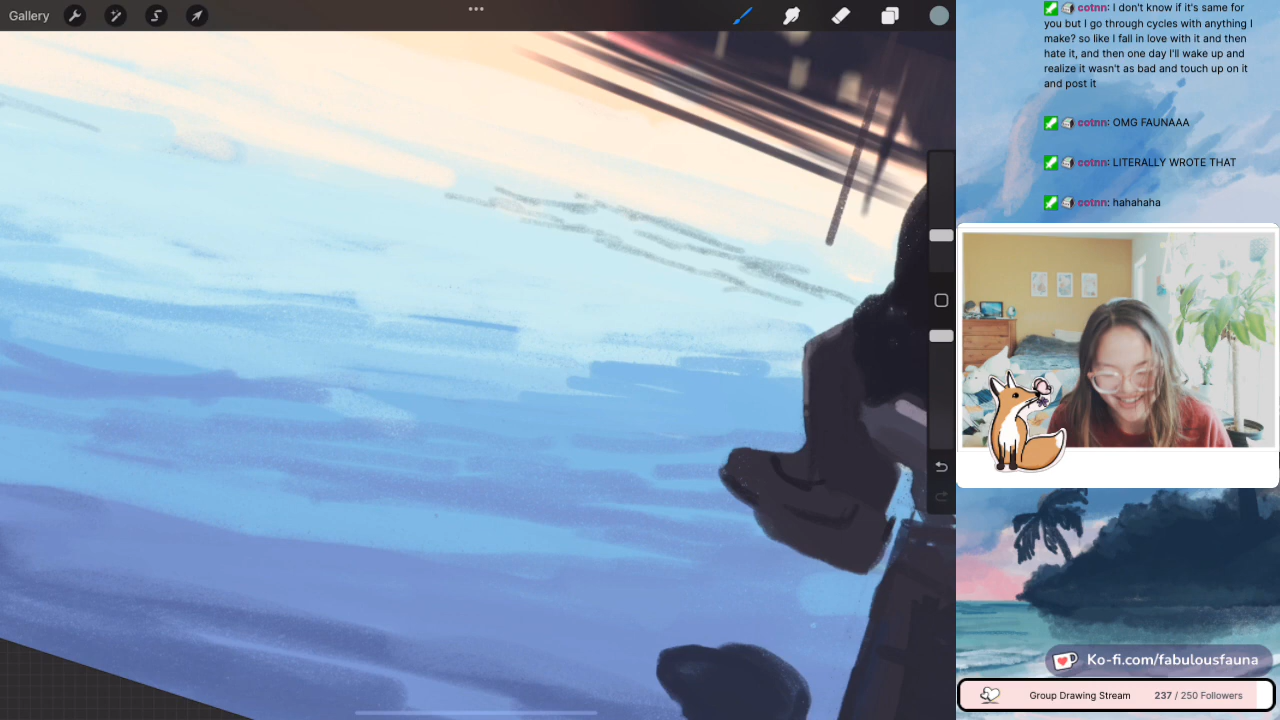 Gallery
cotnn: I don't know if it's same for
you but I go through cycles with anything I
make? so like I fall in love with it and then
hate it, and then one day I'll wake up and
realize it wasn't as bad and touch up on it
and post it
cotnn: OMG FAUNAAA
cotnn: LITERALLY WROTE THAT
cotnn: hahahaha
Ko-fi.com/fabulousfauna
Group Drawing Stream 237 / 250 Followers